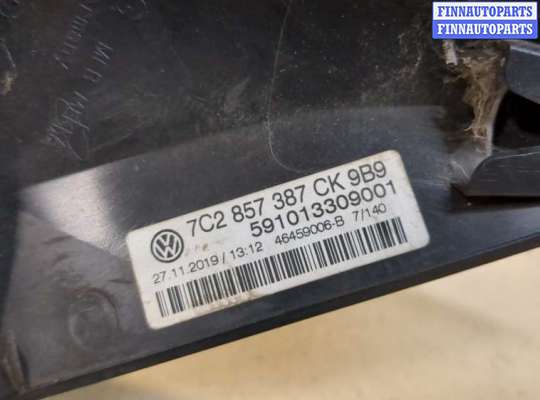 FINNAUTOPARTS
FINNAUTOPARTS
7C2 857 387 CK 9B9
591013309001
27.11.2019 / 13:12 46459006-B 7/140